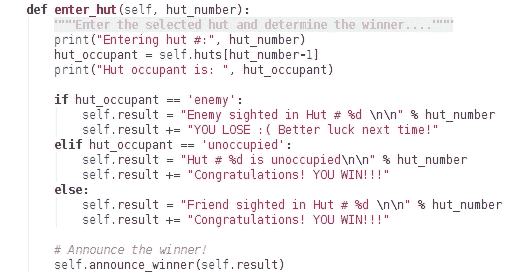 def enter_hut(self, hut_number):
    """Enter the selected hut and determine the winner...."""
    print("Entering hut #:", hut_number)
    hut_occupant = self.huts[hut_number-1]
    print("Hut occupant is: ", hut_occupant)

    if hut_occupant == 'enemy':
        self.result = "Enemy sighted in Hut # %d \n\n" % hut_number
        self.result += "YOU LOSE :( Better luck next time!"
    elif hut_occupant == 'unoccupied':
        self.result = "Hut # %d is unoccupied\n\n" % hut_number
        self.result += "Congratulations! YOU WIN!!!"
    else:
        self.result = "Friend sighted in Hut # %d \n\n" % hut_number
        self.result += "Congratulations! YOU WIN!!!"

    # Announce the winner!
    self.announce_winner(self.result)